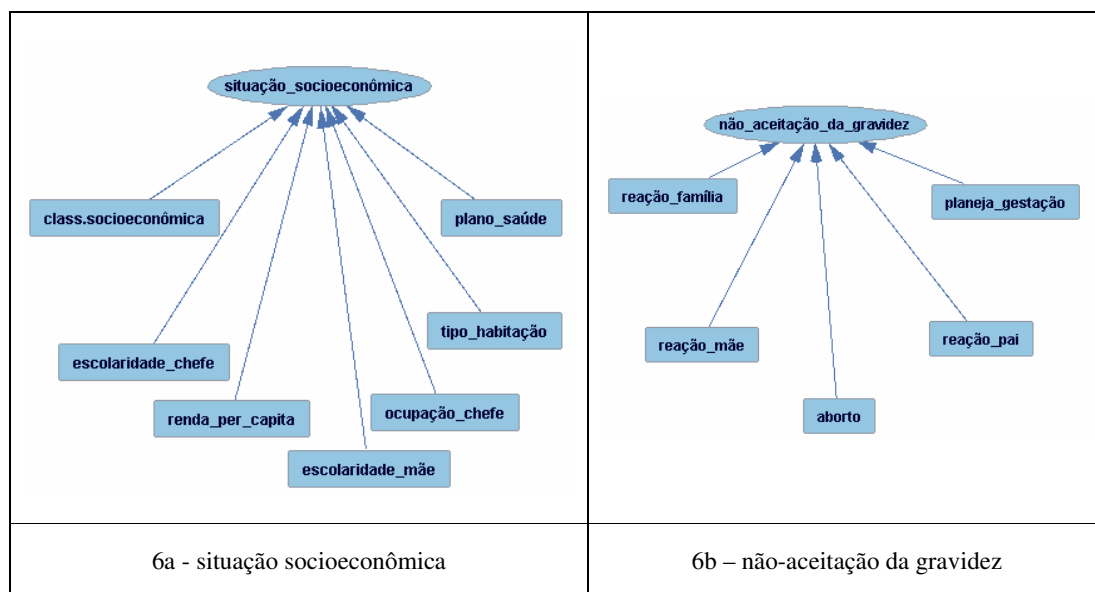 situação_socioeconômica
class.socioeconômica
plano_saúde
tipo_habitação
escolaridade_chefe
renda_per_capita
ocupação_chefe
escolaridade_mãe
6a - situação socioeconômica
não_aceitação_da_gravidez
reação_família
planeja_gestação
reação_mãe
reação_pai
aborto
6b – não-aceitação da gravidez